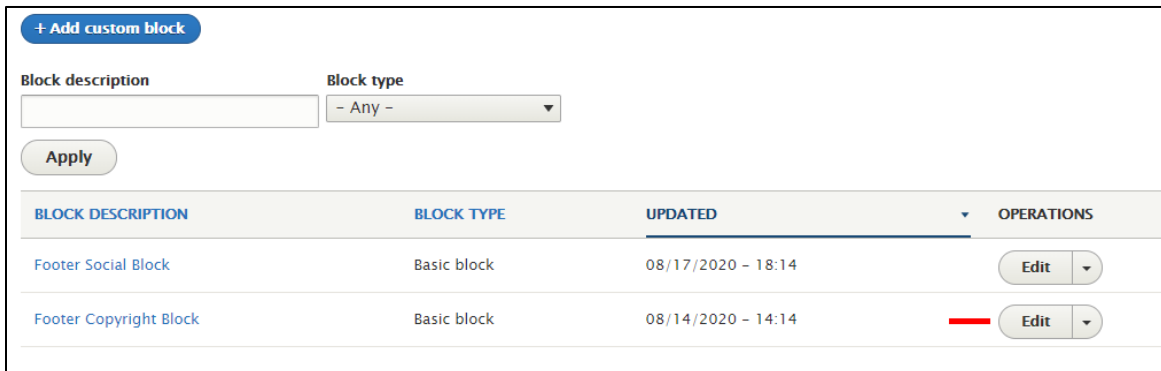 + Add custom block
Block description Block type
- Any -
Apply
BLOCK DESCRIPTION BLOCK TYPE UPDATED OPERATIONS
Footer Social Block Basic block 08/17/2020 - 18:14 Edit
Footer Copyright Block Basic block 08/14/2020 - 14:14 Edit